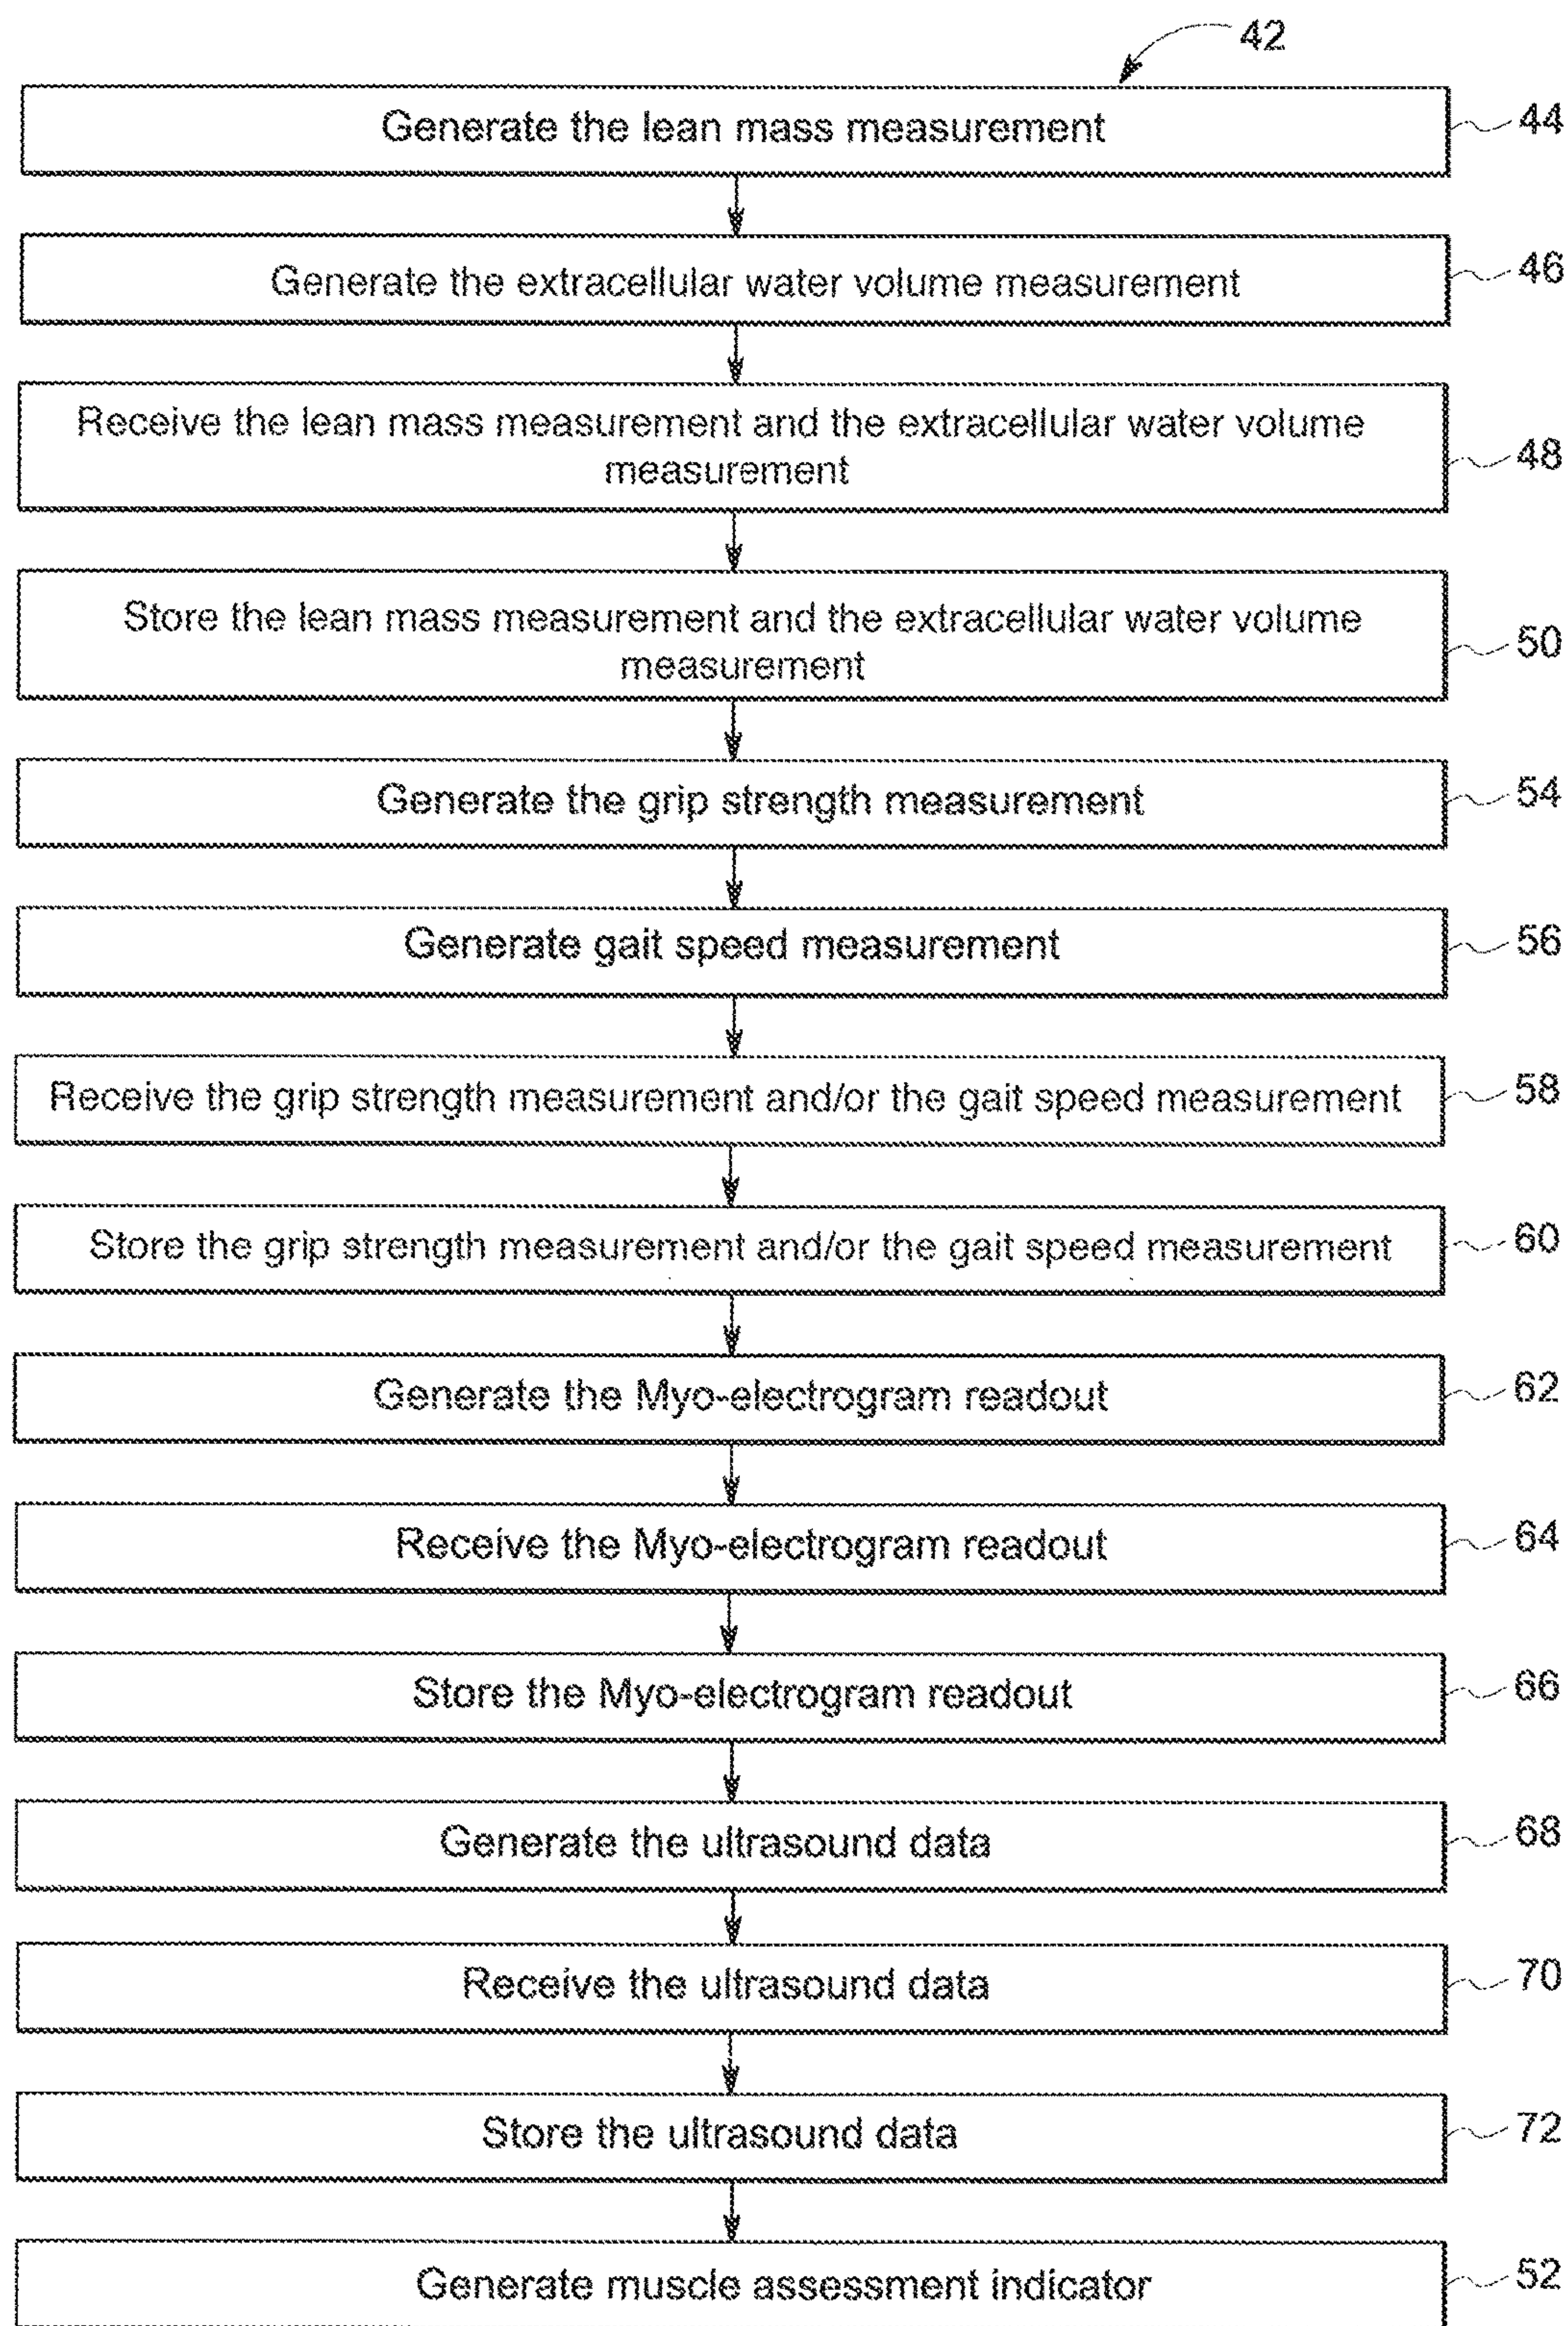 42
Generate the lean mass measurement
44
Generate the extracellular water volume measurement
46
Receive the lean mass measurement and the extracellular water volume
measurement
48
Store the lean mass measurement and the extracellular water volume
measurement
50
Generate the grip strength measurement
54
Generate gait speed measurement
56
Receive the grip strength measurement and/or the gait speed measurement
58
Store the grip strength measurement and/or the gait speed measurement
60
Generate the Myo-electrogram readout
62
Receive the Myo-electrogram readout
64
Store the Myo-electrogram readout
66
Generate the ultrasound data
68
Receive the ultrasound data
70
Store the ultrasound data
72
Generate muscle assessment indicator
52